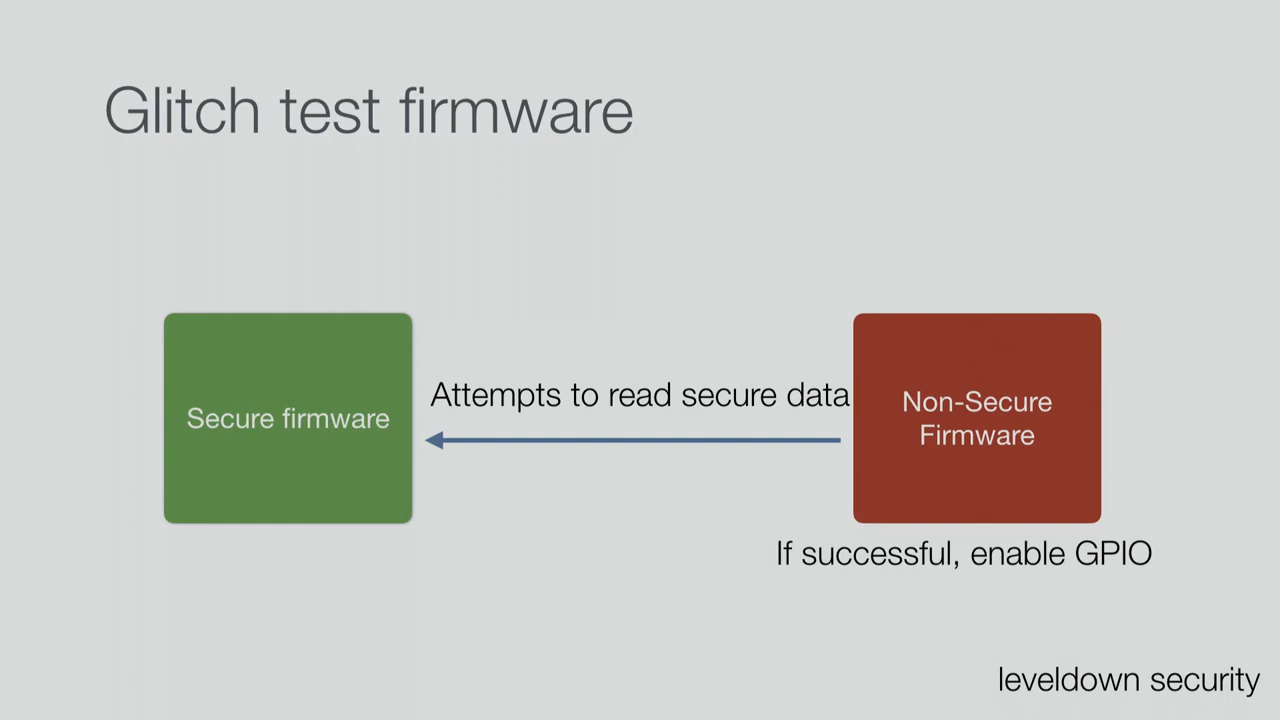 Glitch test firmware
Secure firmware
Attempts to read secure data
Non-Secure
Firmware
If successful, enable GPIO
leveldown security